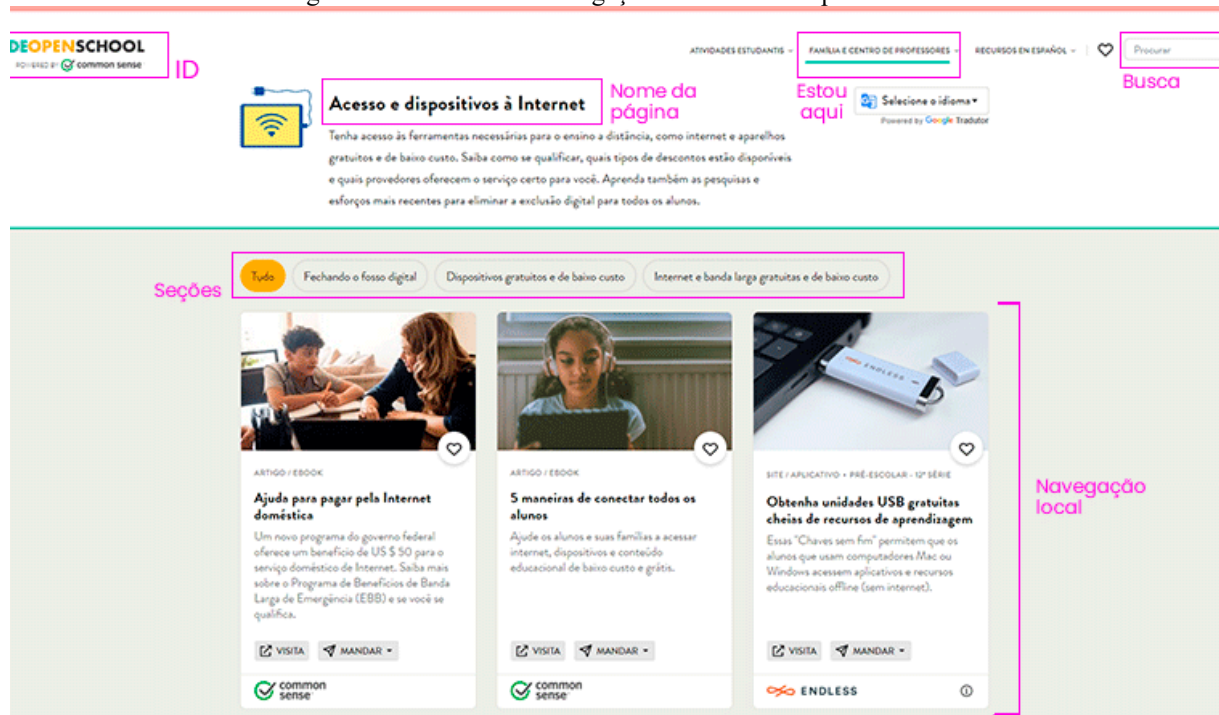 DEOPENSCHOOL
POWERED BY common sense
ID
ATIVIDADES ESTUDANTIS
FAMÍLIA E CENTRO DE PROFESSORES
RECURSOS EN ESPAÑOL
Procurar
Busca
Acesso e dispositivos à Internet
Nome da
página
Estou
aqui
Selecione o idioma
Powered by Google Tradutor
Tenha acesso às ferramentas necessárias para o ensino a distância, como internet e aparelhos
gratuitos e de baixo custo. Saiba como se qualificar, quais tipos de descontos estão disponíveis
e quais provedores oferecem o serviço certo para você. Aprenda também as pesquisas e
esforços mais recentes para eliminar a exclusão digital para todos os alunos.
Seções
Tudo
Fechando o fosso digital
Dispositivos gratuitos e de baixo custo
Internet e banda larga gratuitas e de baixo custo
ENDLESS
Navegação
local
ARTIGO / EBOOK
Ajuda para pagar pela Internet
doméstica
Um novo programa do governo federal
oferece um benefício de US $ 50 para o
serviço doméstico de Internet. Saiba mais
sobre o Programa de Benefícios de Banda
Larga de Emergência (EBB) e se você se
qualifica.
VISITA
MANDAR
common
sense
ARTIGO / EBOOK
5 maneiras de conectar todos os
alunos
Ajude os alunos e suas famílias a acessar
internet, dispositivos e conteúdo
educacional de baixo custo e grátis.
VISITA
MANDAR
common
sense
SITE / APLICATIVO • PRÉ-ESCOLAR - 12ª SÉRIE
Obtenha unidades USB gratuitas
cheias de recursos de aprendizagem
Essas "Chaves sem fim" permitem que os
alunos que usam computadores Mac ou
Windows acessem aplicativos e recursos
educacionais offline (sem internet).
VISITA
MANDAR
ENDLESS